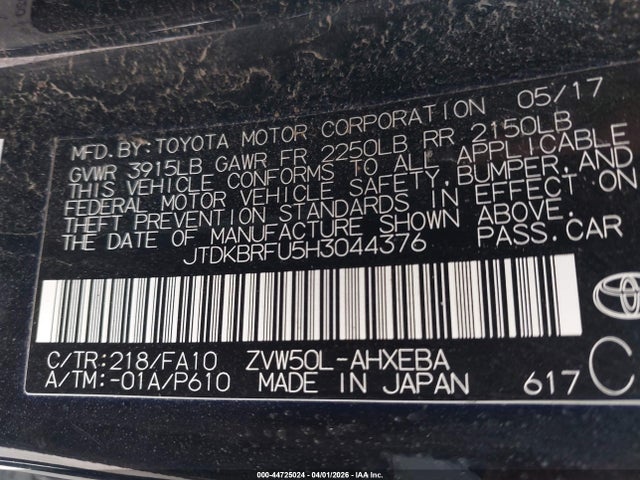 MFD.BY:TOYOTA MOTOR CORPORATION 05/17
GVWR 3915LB GAWR FR 2250LB RR 2150LB
THIS VEHICLE CONFORMS TO ALL APPLICABLE
FEDERAL MOTOR VEHICLE SAFETY, BUMPER, AND
THEFT PREVENTION STANDARDS IN EFFECT ON
THE DATE OF MANUFACTURE SHOWN ABOVE.
JTDKBRFU5H3044376 PASS.CAR
C/TR:218/FA10 ZVW50L-AHXEBA
A/TM:-01A/P610 MADE IN JAPAN 617 C
000-44725024 - 04/01/2026 - IAA Inc.